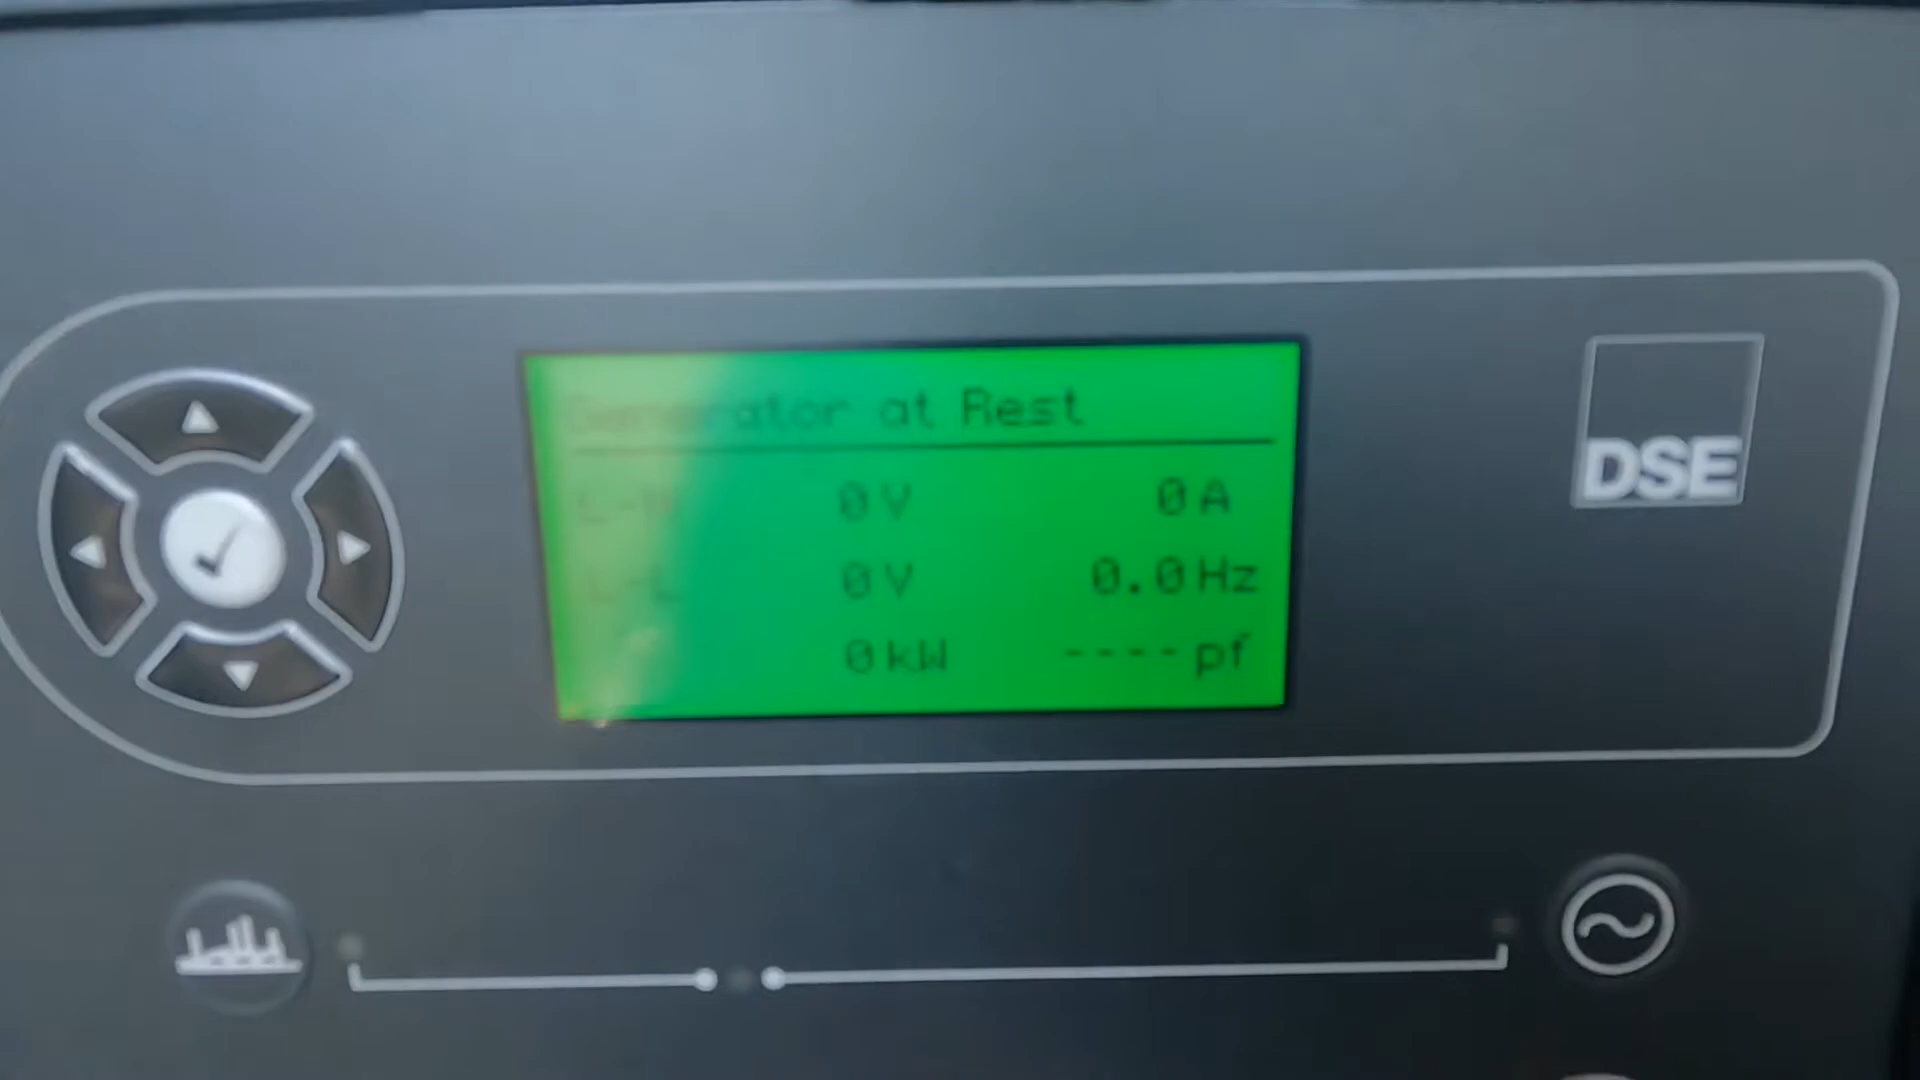 Generator at Rest
L-N 0V 0A
L-L 0V 0.0Hz
0kW ----pf
DSE